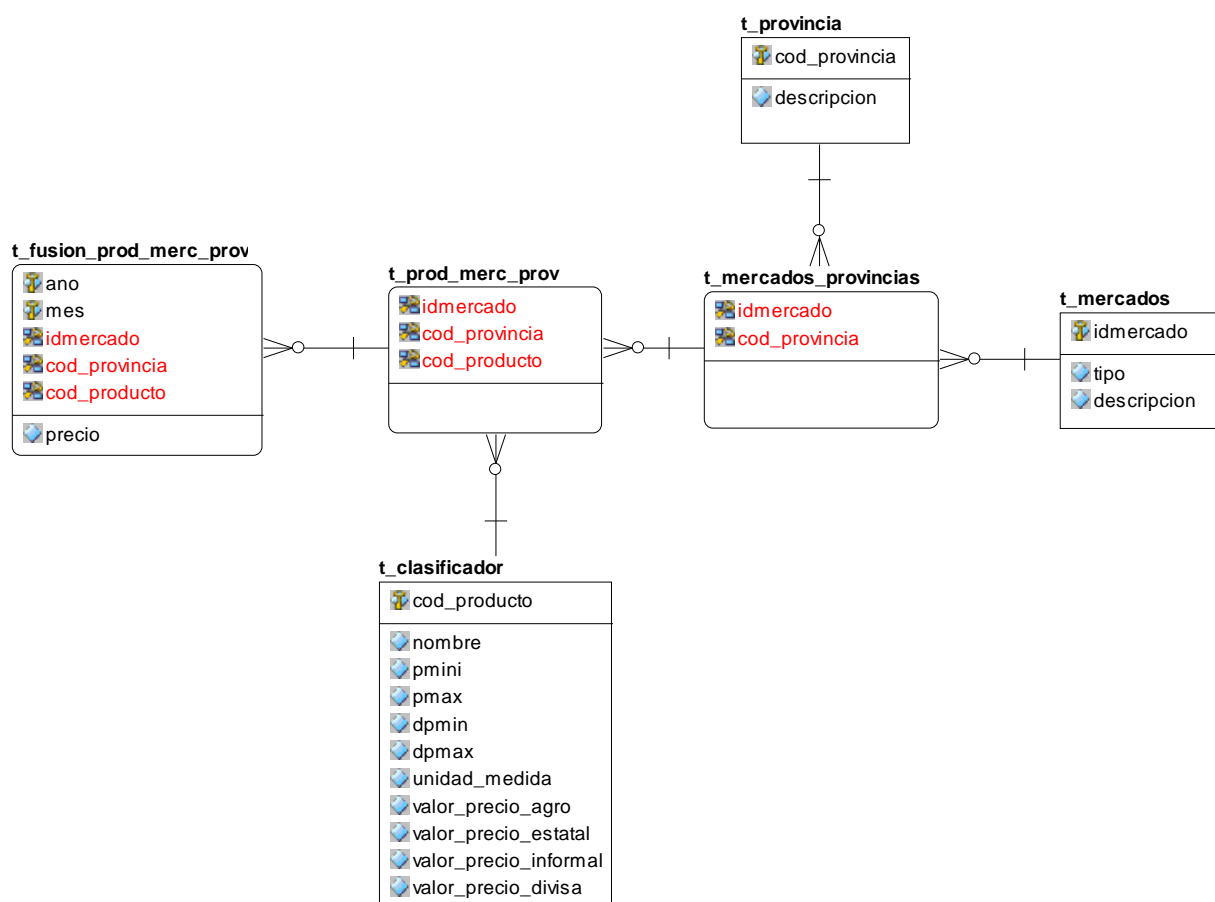 t_provincia
cod_provincia
descripcion
t_fusion_prod_merc_prov
ano
mes
idmercado
cod_provincia
cod_producto
precio
t_prod_merc_prov
idmercado
cod_provincia
cod_producto
t_mercados_provincias
idmercado
cod_provincia
t_mercados
idmercado
tipo
descripcion
t_clasificador
cod_producto
nombre
pmini
pmax
dpmin
dpmax
unidad_medida
valor_precio_agro
valor_precio_estatal
valor_precio_informal
valor_precio_divisa